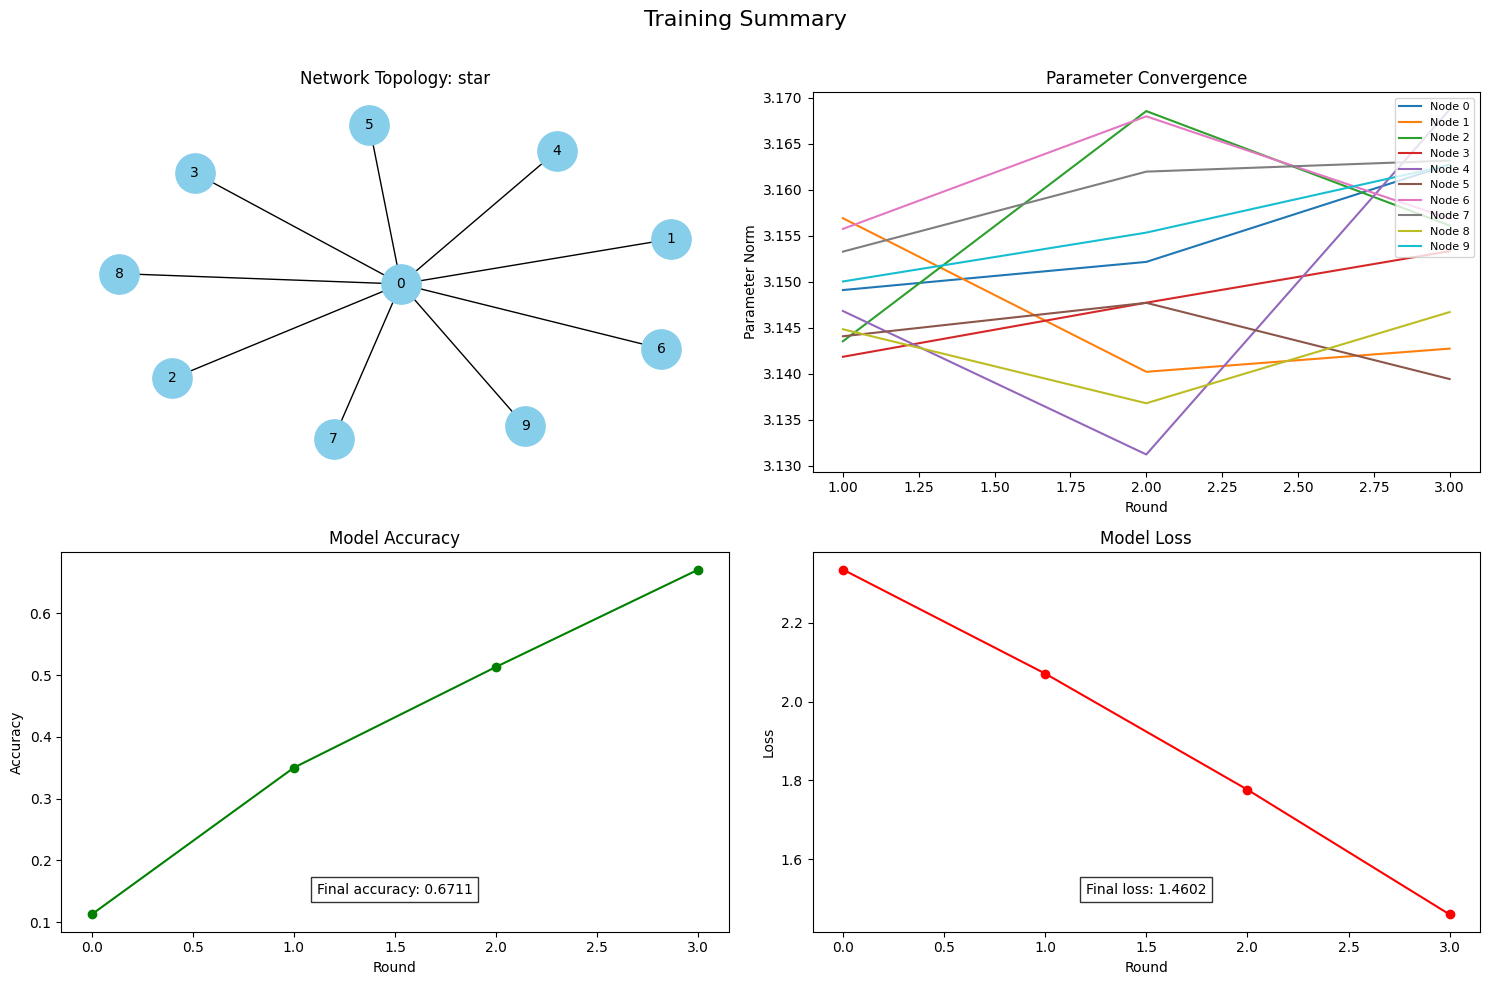 Training Summary
Network Topology: star
5
4
3
1
8
0
6
2
9
7
Parameter Convergence
3.170
3.165
3.160
3.155
3.150
3.145
3.140
3.135
3.130
Parameter Norm
Node 0
Node 1
Node 2
Node 3
Node 4
Node 5
Node 6
Node 7
Node 8
Node 9
1.00 1.25 1.50 1.75 2.00 2.25 2.50 2.75 3.00
Round
Model Accuracy
0.6
0.5
0.4
0.3
0.2
0.1
Accuracy
Final accuracy: 0.6711
0.0 0.5 1.0 1.5 2.0 2.5 3.0
Round
Model Loss
2.2
2.0
1.8
1.6
Loss
Final loss: 1.4602
0.0 0.5 1.0 1.5 2.0 2.5 3.0
Round